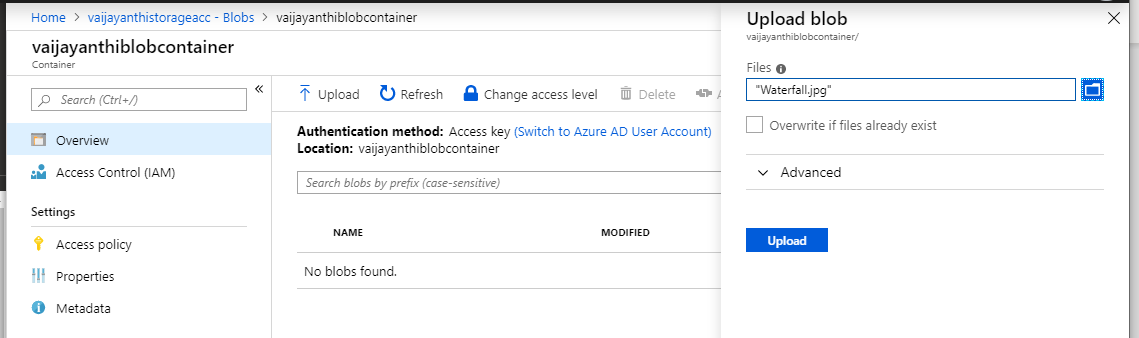 Home > vaijayanthistorageacc - Blobs > vaijayanthiblobcontainer
vaijayanthiblobcontainer
Container
Search (Ctrl+/)
«
Overview
Access Control (IAM)
Settings
Access policy
Properties
Metadata
Upload Refresh Change access level Delete
Authentication method: Access key (Switch to Azure AD User Account)
Location: vaijayanthiblobcontainer
Search blobs by prefix (case-sensitive)
NAME MODIFIED
No blobs found.
Upload blob
vaijayanthiblobcontainer/
Files
"Waterfall.jpg"
Overwrite if files already exist
Advanced
Upload